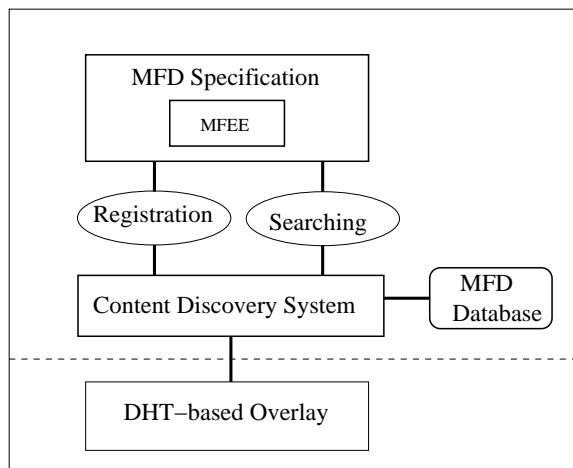 MFD Specification
MFEE
Registration
Searching
Content Discovery System
MFD
Database
DHT−based Overlay